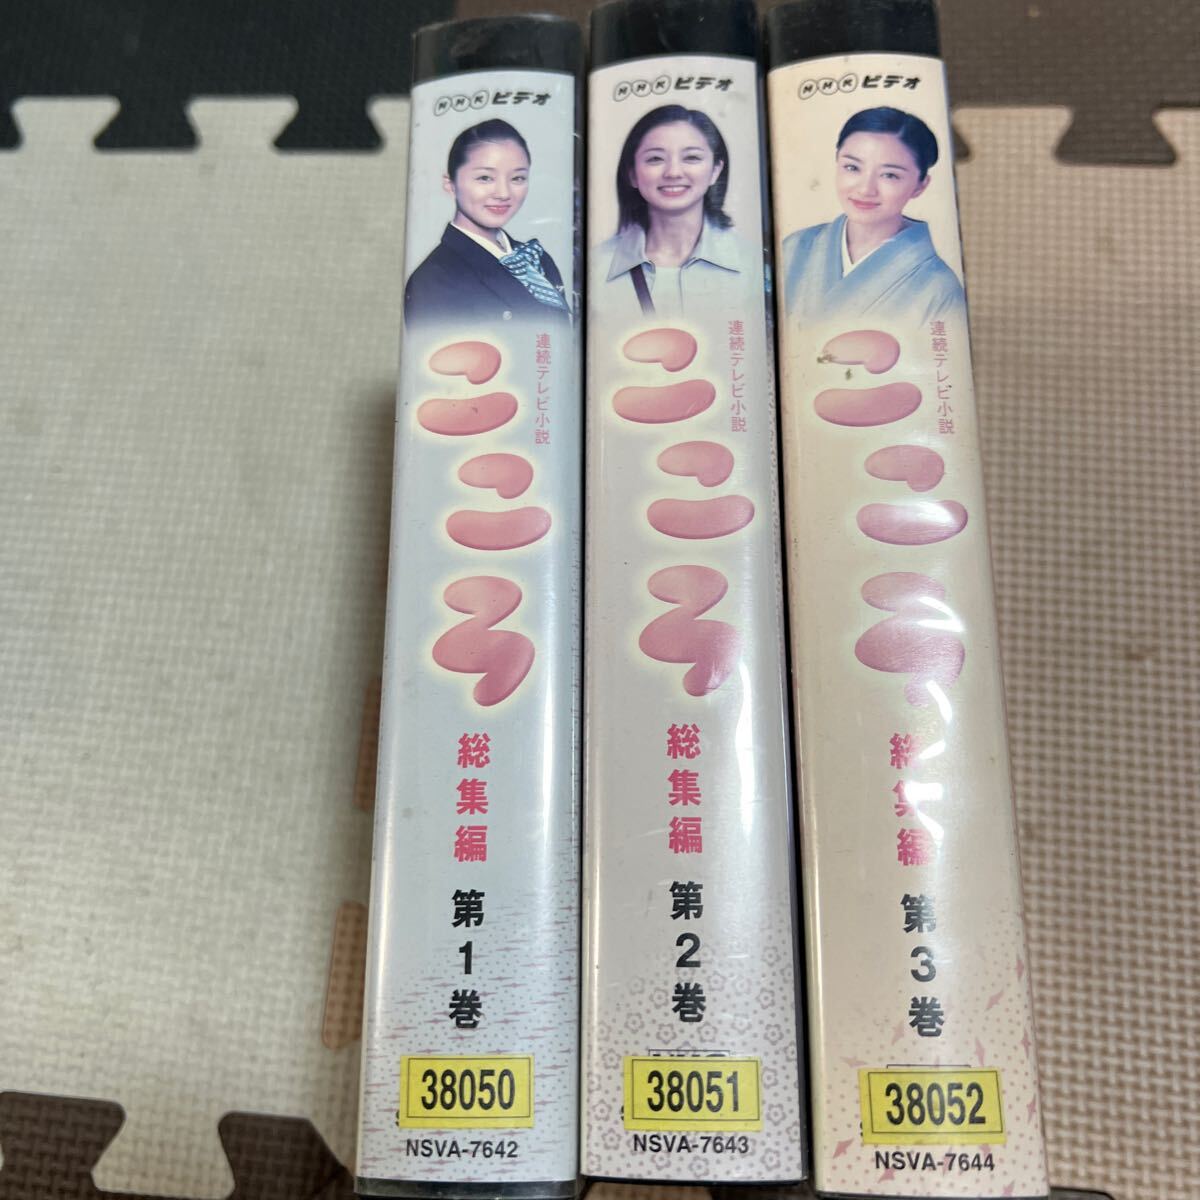 NHKビデオ
連続テレビ小説
こころ
総集編
第1巻
38050
NSVA-7642
NHKビデオ
連続テレビ小説
こころ
総集編
第2巻
38051
NSVA-7643
NHKビデオ
連続テレビ小説
こころ
総集編
第3巻
38052
NSVA-7644